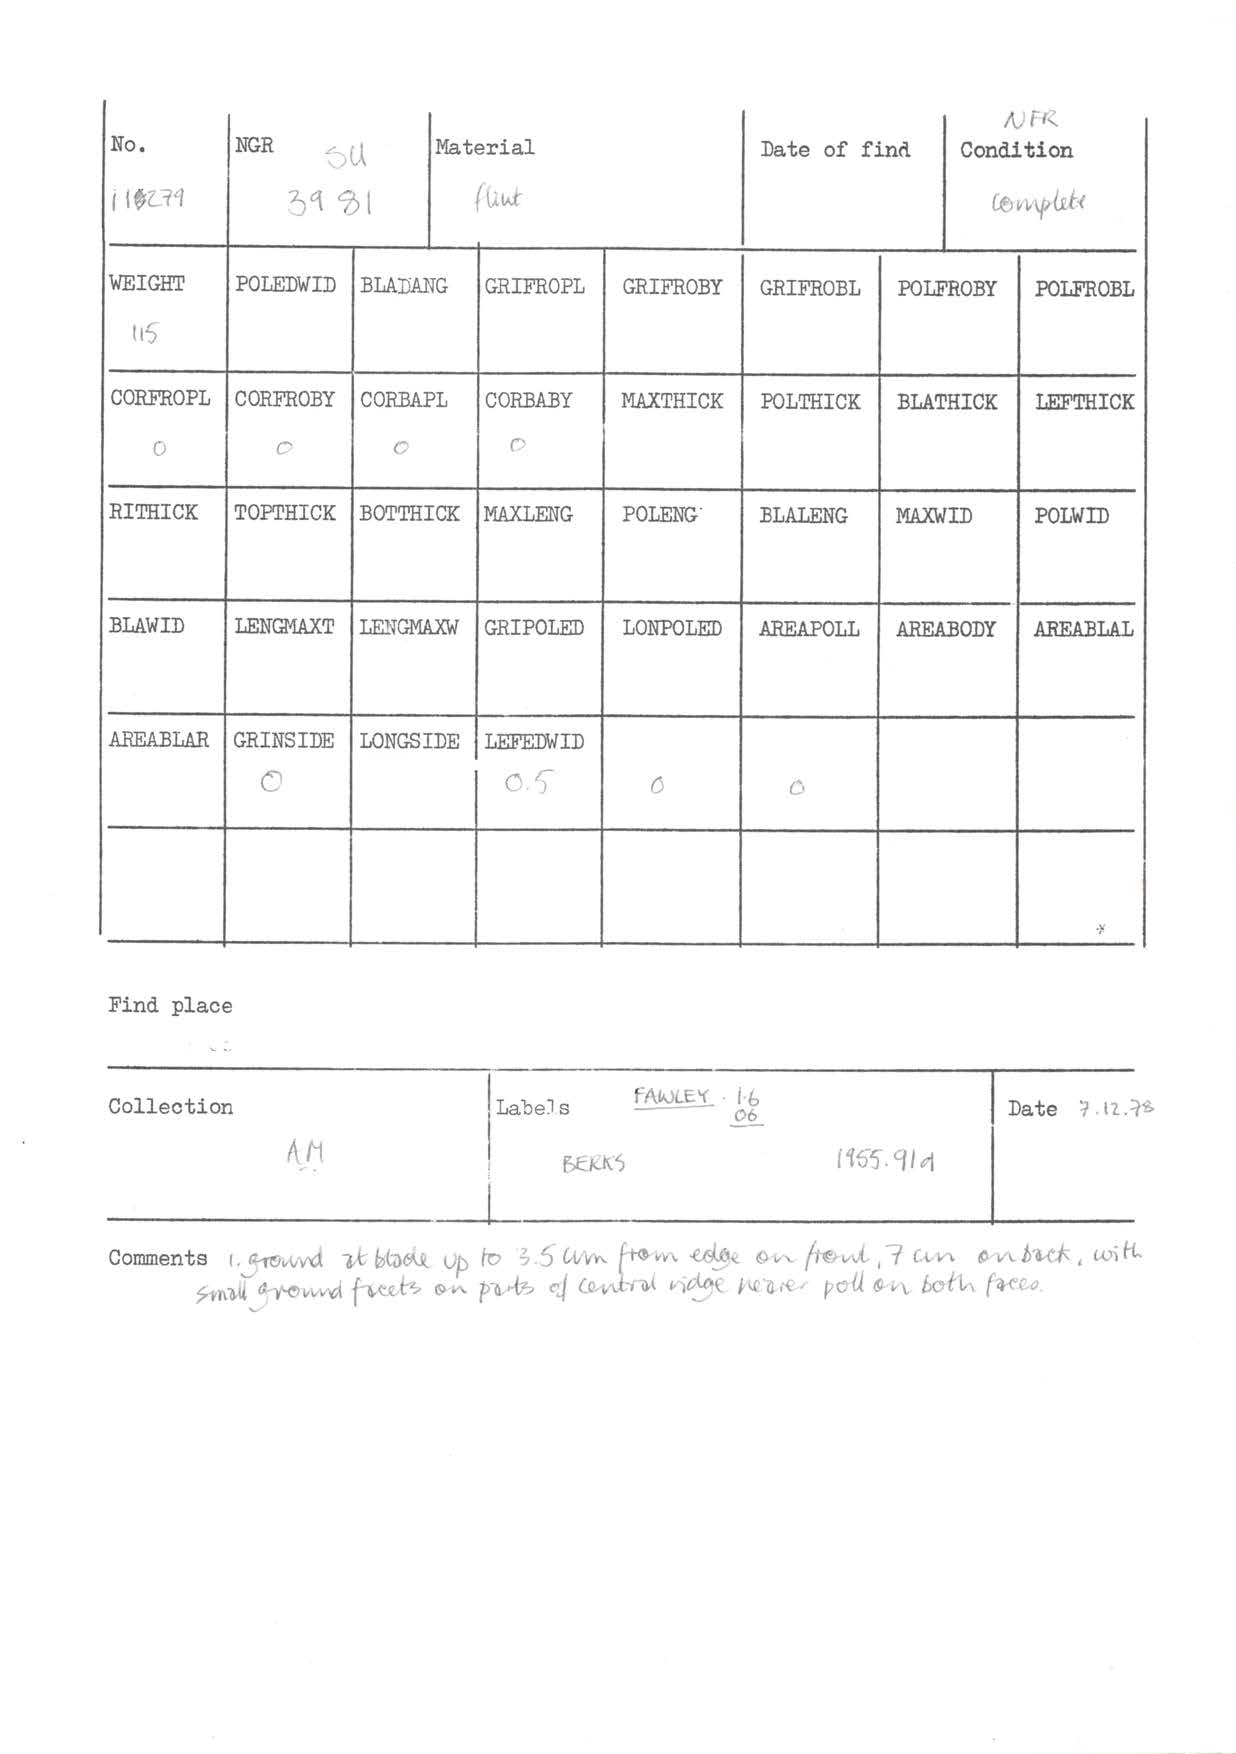 NFR
No. NGR SU Material Date of find Condition
39 81 flint complete
WEIGHT POLEDWID BLADANG GRIFROPL GRIFROBY GRIFROBL POLFROBY POLFROBL
115
CORFROPL CORFROBY CORBAPL CORBABY MAXTHICK POLTHICK BLATHICK LEFTHICK
0 0 0 0
RITHICK TOPTHICK BOTTHICK MAXLENG POLENG BLALENG MAXWID POLWID
BLAWID LENGMAXT LENGMAXW GRIPOLED LONPOLED AREAPOLL AREABODY AREABLAL
AREABLAR GRINSIDE LONGSIDE LEFEDWID
0 0.5 0 0
Find place
Collection Labels FAWLEY 1.6 Date 7.12.78
06
AM BERKS 1955.91d
Comments 1. ground at blade up to 3.5 cm from edge on front, 7 cm on back, with
small ground facets on parts of central ridge nearer poll on both faces.